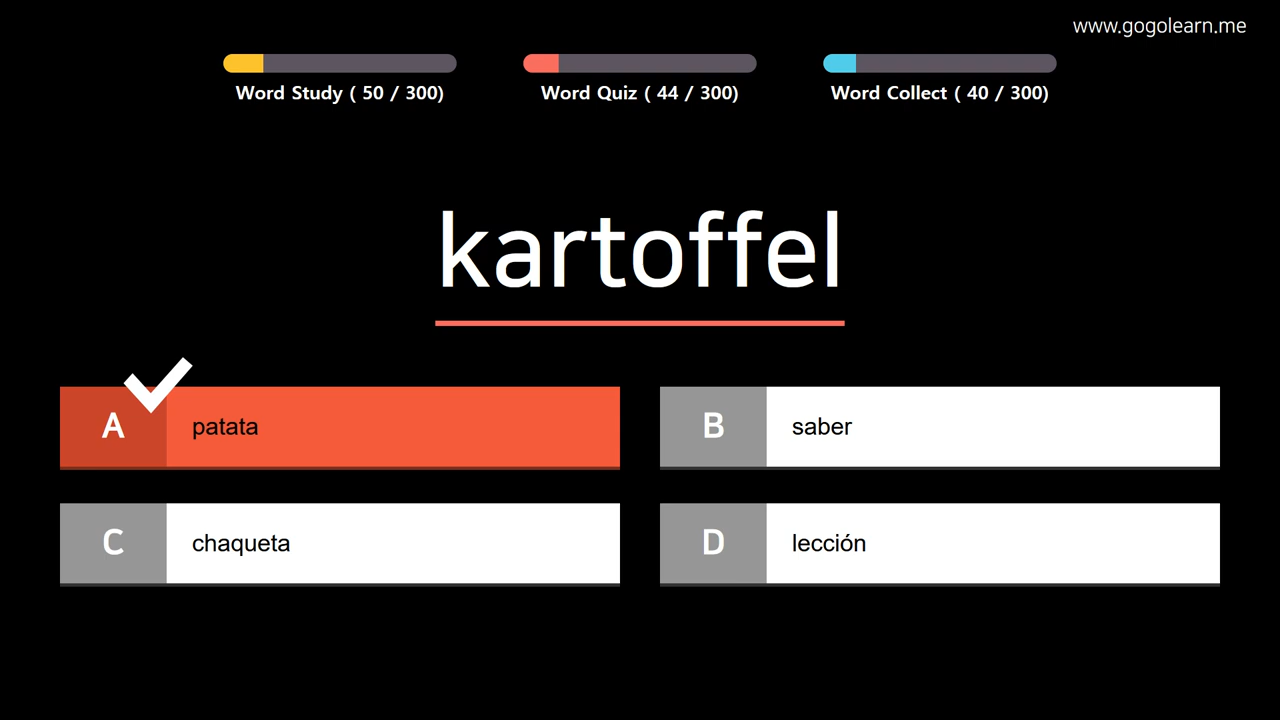 www.gogolearn.me
Word Study ( 50 / 300)
Word Quiz ( 44 / 300)
Word Collect ( 40 / 300)
kartoffel
A patata
B saber
C chaqueta
D lección